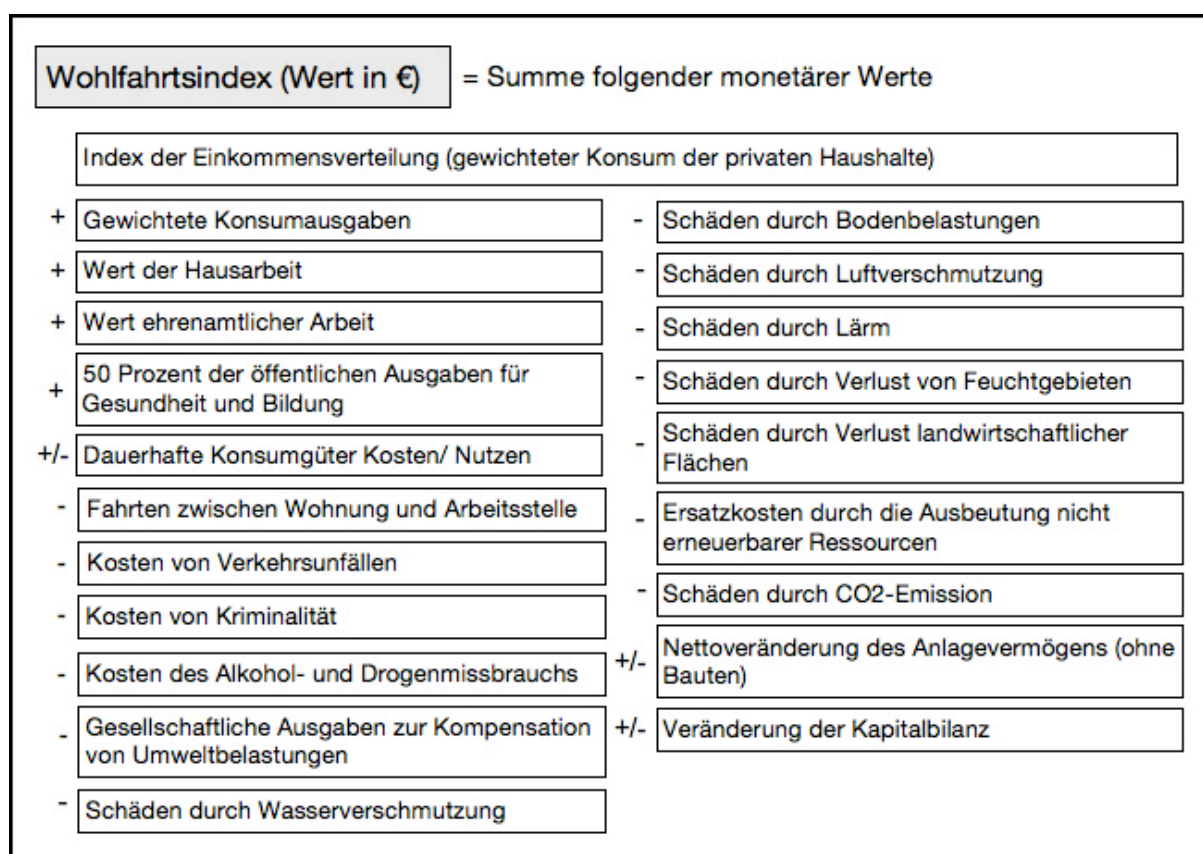 Wohlfahrtsindex (Wert in €) = Summe folgender monetärer Werte
Index der Einkommensverteilung (gewichteter Konsum der privaten Haushalte)
+ Gewichtete Konsumausgaben
+ Wert der Hausarbeit
+ Wert ehrenamtlicher Arbeit
+ 50 Prozent der öffentlichen Ausgaben für
Gesundheit und Bildung
+/- Dauerhafte Konsumgüter Kosten/ Nutzen
- Fahrten zwischen Wohnung und Arbeitsstelle
- Kosten von Verkehrsunfällen
- Kosten von Kriminalität
- Kosten des Alkohol- und Drogenmissbrauchs
- Gesellschaftliche Ausgaben zur Kompensation
von Umweltbelastungen
- Schäden durch Wasserverschmutzung
- Schäden durch Bodenbelastungen
- Schäden durch Luftverschmutzung
- Schäden durch Lärm
- Schäden durch Verlust von Feuchtgebieten
- Schäden durch Verlust landwirtschaftlicher
Flächen
- Ersatzkosten durch die Ausbeutung nicht
erneuerbarer Ressourcen
- Schäden durch CO2-Emission
+/- Nettoveränderung des Anlagevermögens (ohne
Bauten)
+/- Veränderung der Kapitalbilanz